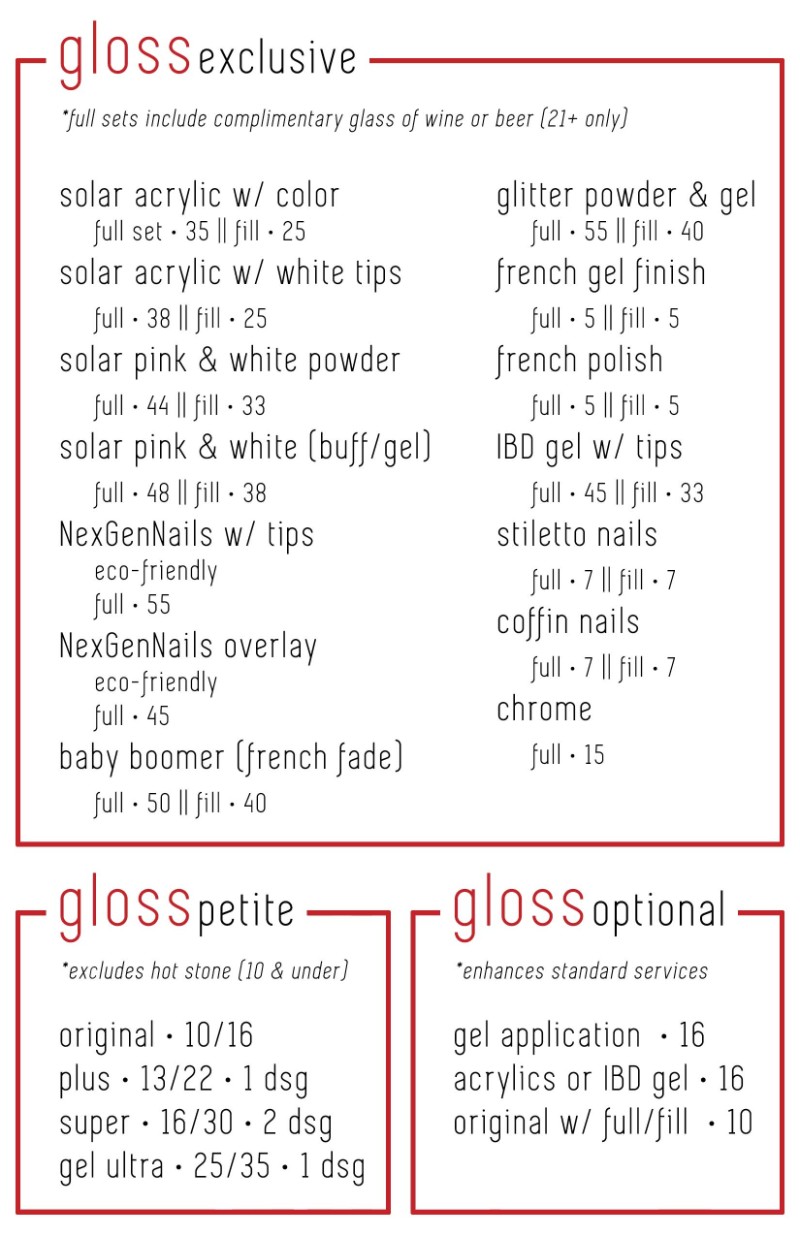 gloss exclusive
*full sets include complimentary glass of wine or beer (21+ only)
solar acrylic w/ color
full set • 35 || fill • 25
solar acrylic w/ white tips
full • 38 || fill • 25
solar pink & white powder
full • 44 || fill • 33
solar pink & white (buff/gel)
full • 48 || fill • 38
NexGenNails w/ tips
eco-friendly
full • 55
NexGenNails overlay
eco-friendly
full • 45
baby boomer (french fade)
full • 50 || fill • 40
glitter powder & gel
full • 55 || fill • 40
french gel finish
full • 5 || fill • 5
french polish
full • 5 || fill • 5
IBD gel w/ tips
full • 45 || fill • 33
stiletto nails
full • 7 || fill • 7
coffin nails
full • 7 || fill • 7
chrome
full • 15
gloss petite
*excludes hot stone (10 & under)
original • 10/16
plus • 13/22 • 1 dsg
super • 16/30 • 2 dsg
gel ultra • 25/35 • 1 dsg
gloss optional
*enhances standard services
gel application • 16
acrylics or IBD gel • 16
original w/ full/fill • 10